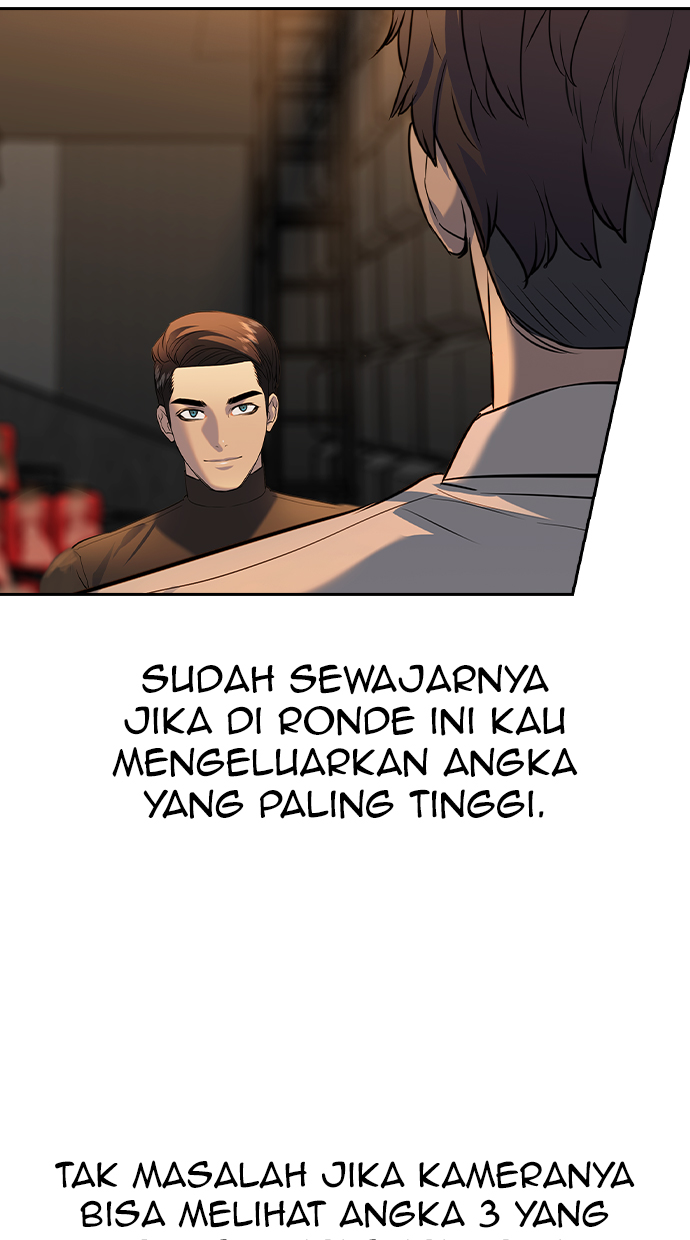 SUDAH SEWAJARNYA
JIKA DI RONDE INI KAU
MENGELUARKAN ANGKA
YANG PALING TINGGI.
TAK MASALAH JIKA KAMERANYA
BISA MELIHAT ANGKA 3 YANG